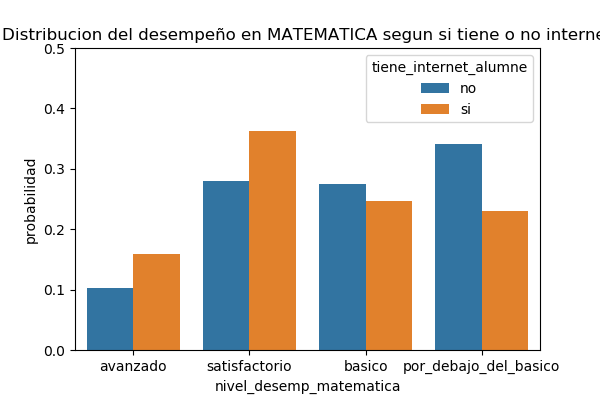 Distribucion del desempeño en MATEMATICA segun si tiene o no interne
0.5
0.4
0.3
0.2
0.1
0.0
probabilidad
tiene_internet_alumne
no
si
avanzado satisfactorio basico por_debajo_del_basico
nivel_desemp_matematica